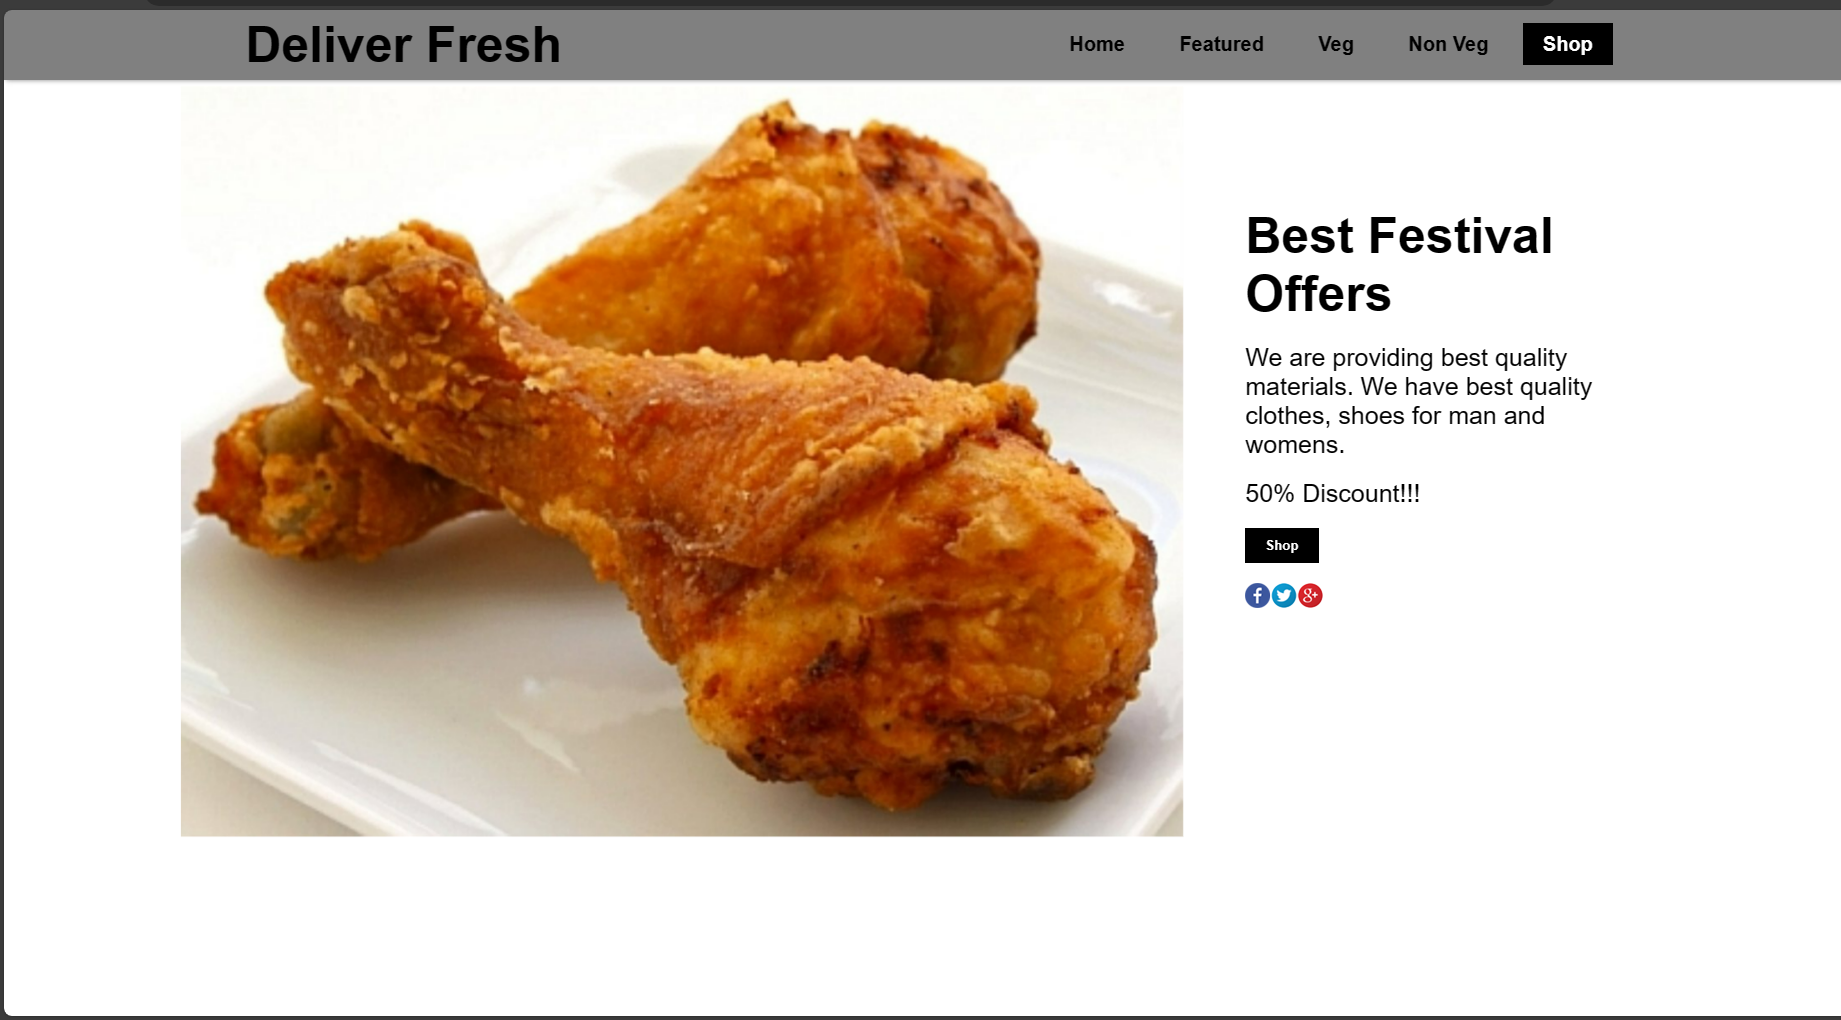 Deliver Fresh
Home Featured Veg Non Veg Shop
Best Festival
Offers
We are providing best quality
materials. We have best quality
clothes, shoes for man and
womens.
50% Discount!!!
Shop